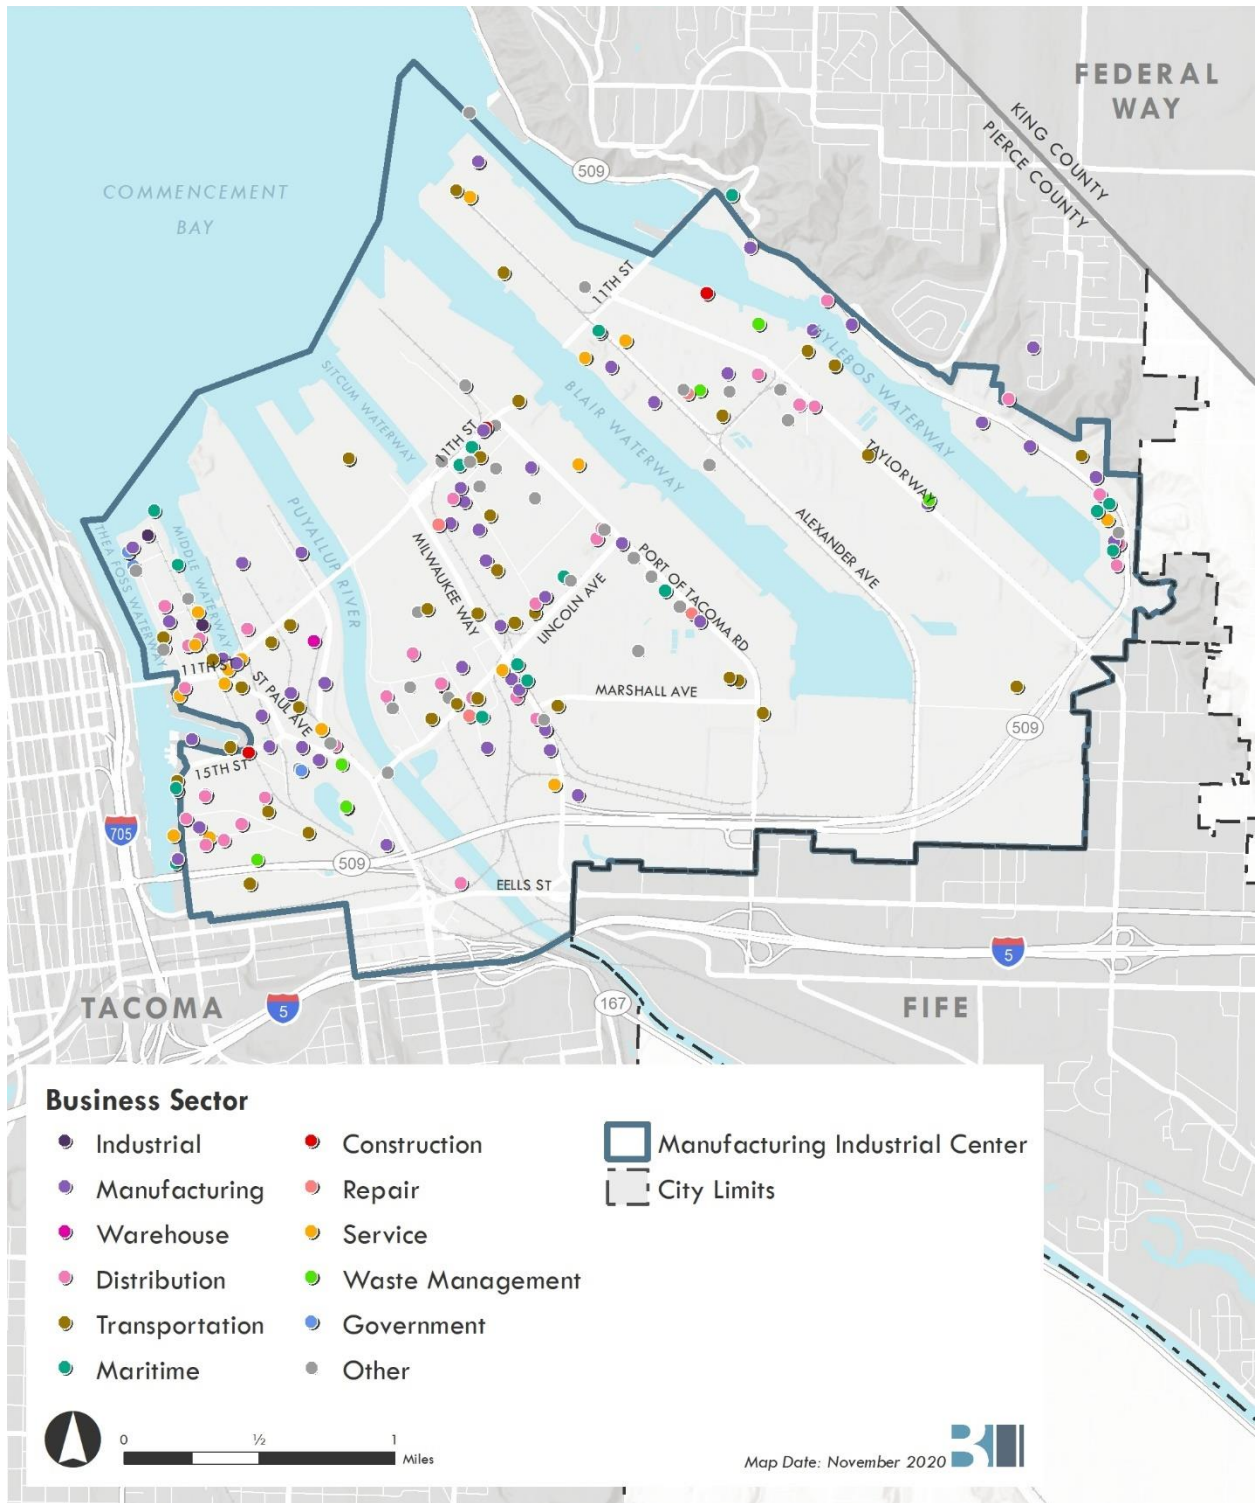 FEDERAL
WAY
KING COUNTY
PIERCE COUNTY
COMMENCEMENT
BAY
509
11TH ST
HYLEBOS WATERWAY
SITCUM WATERWAY
BLAIR WATERWAY
11TH ST
TAYLOR WAY
PUYALLUP RIVER
THEA FOSS WATERWAY
MIDDLE WATERWAY
MILWAUKEE WAY
ALEXANDER AVE
PORT OF TACOMA RD
LINCOLN AVE
11TH ST
ST PAUL AVE
MARSHALL AVE
509
15TH ST
705
509
EELLS ST
5
TACOMA
5
167
FIFE
Business Sector
Industrial
Manufacturing
Warehouse
Distribution
Transportation
Maritime
Construction
Repair
Service
Waste Management
Government
Other
Manufacturing Industrial Center
City Limits
0 ½ 1
Miles
Map Date: November 2020